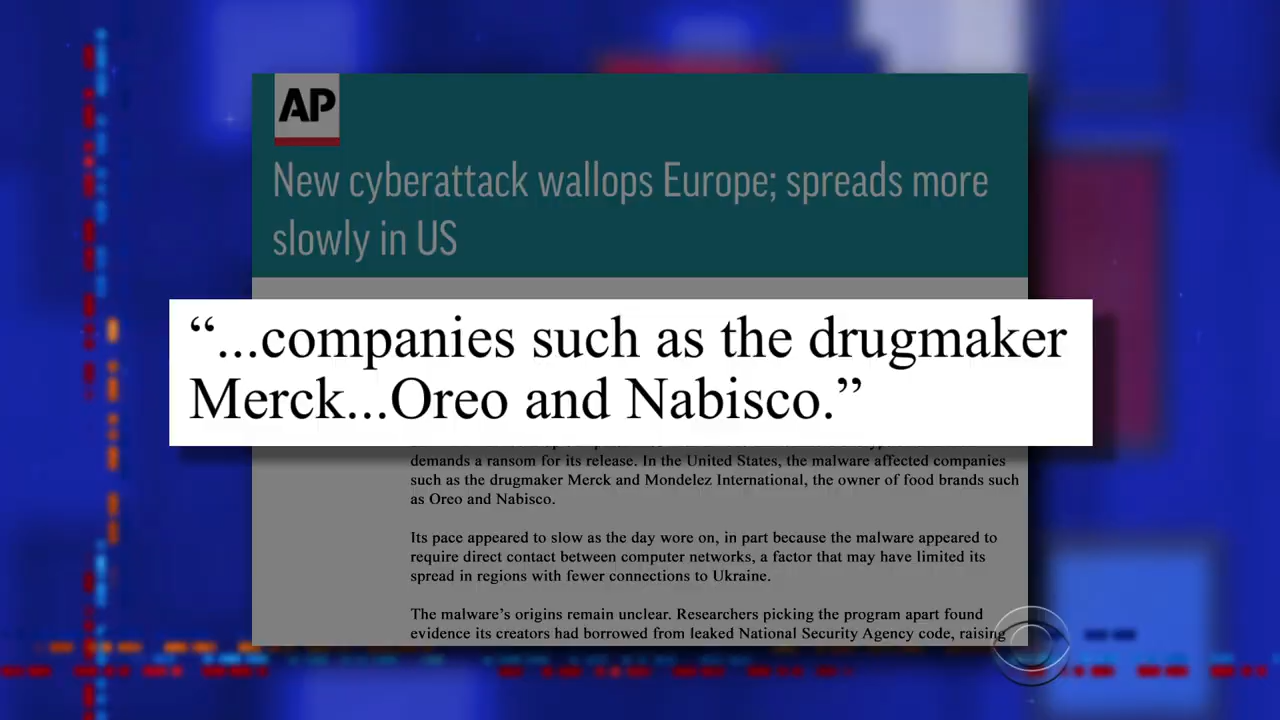 AP
New cyberattack wallops Europe; spreads more
slowly in US
“...companies such as the drugmaker
Merck...Oreo and Nabisco.”
demands a ransom for its release. In the United States, the malware affected companies
such as the drugmaker Merck and Mondelez International, the owner of food brands such
as Oreo and Nabisco.
Its pace appeared to slow as the day wore on, in part because the malware appeared to
require direct contact between computer networks, a factor that may have limited its
spread in regions with fewer connections to Ukraine.
The malware’s origins remain unclear. Researchers picking the program apart found
evidence its creators had borrowed from leaked National Security Agency code, raising